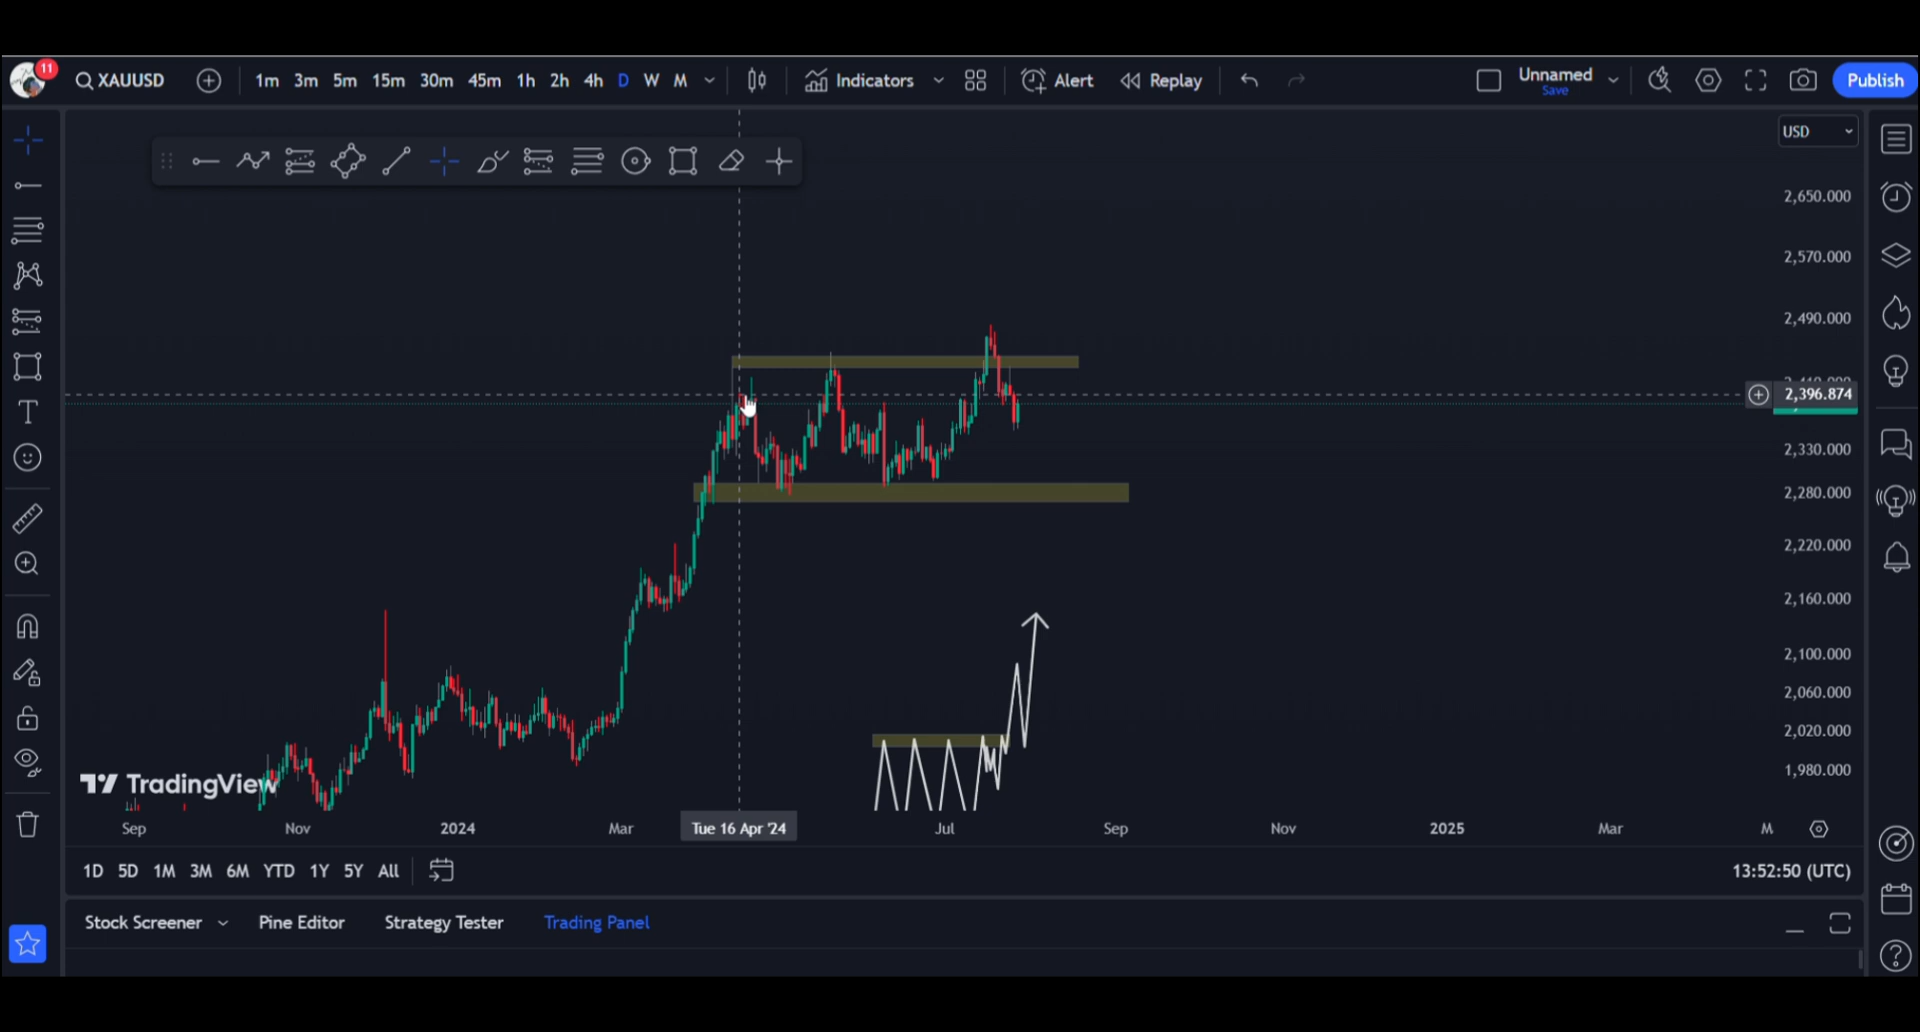 11
XAUUSD 1m 3m 5m 15m 30m 45m 1h 2h 4h D W M Indicators Alert Replay Unnamed Save Publish
USD
2,650.000
2,570.000
2,490.000
2,396.874
2,330.000
2,280.000
2,220.000
2,160.000
2,100.000
2,060.000
2,020.000
1,980.000
TradingView
Sep Nov 2024 Mar Tue 16 Apr '24 Jul Sep Nov 2025 Mar M
1D 5D 1M 3M 6M YTD 1Y 5Y All 13:52:50 (UTC)
Stock Screener Pine Editor Strategy Tester Trading Panel